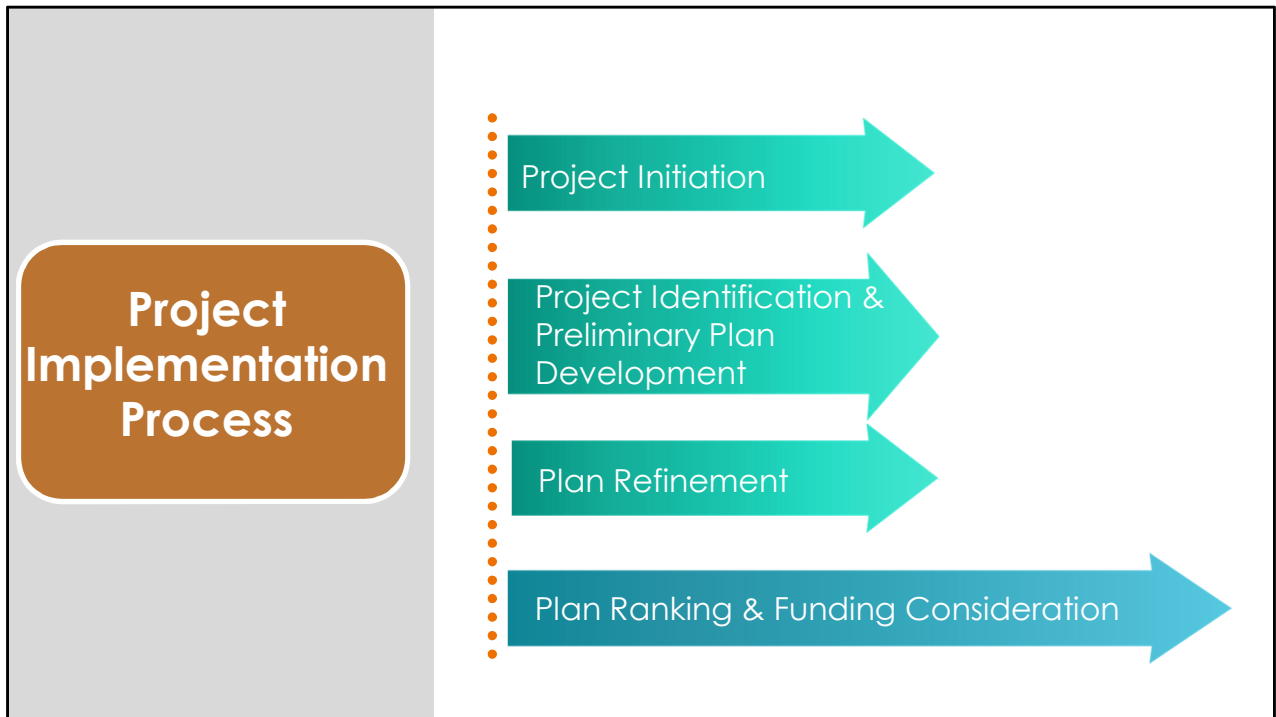 Project
Implementation
Process
Project Initiation
Project Identification &
Preliminary Plan
Development
Plan Refinement
Plan Ranking & Funding Consideration